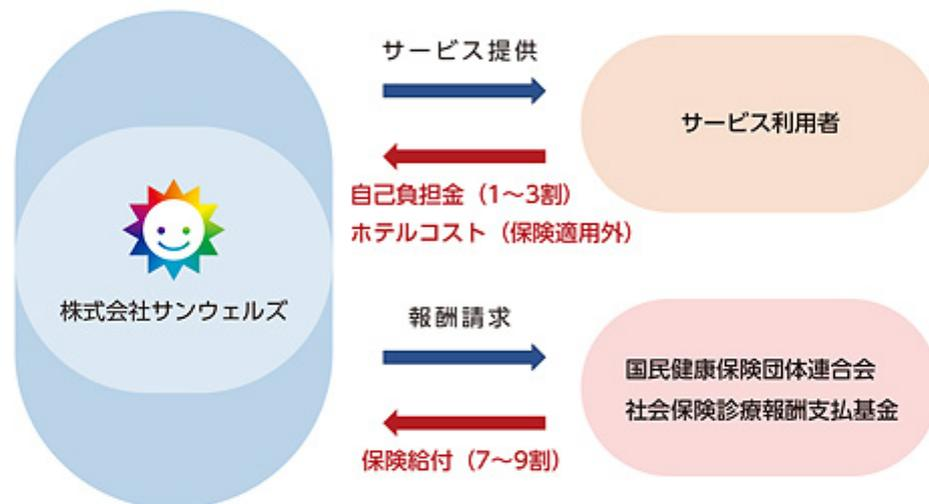 サービス提供
サービス利用者
自己負担金（1～3割）
ホテルコスト（保険適用外）
株式会社サンウェルズ
報酬請求
国民健康保険団体連合会
社会保険診療報酬支払基金
保険給付（7～9割）